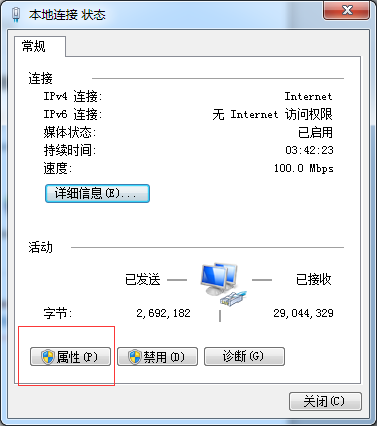 本地连接 状态
常规
连接
IPv4 连接: Internet
IPv6 连接: 无 Internet 访问权限
媒体状态: 已启用
持续时间: 03:42:23
速度: 100.0 Mbps
详细信息(E)...
活动
已发送 — — 已接收
字节: 2,692,182 | 29,044,329
属性(P) 禁用(D) 诊断(G)
关闭(C)